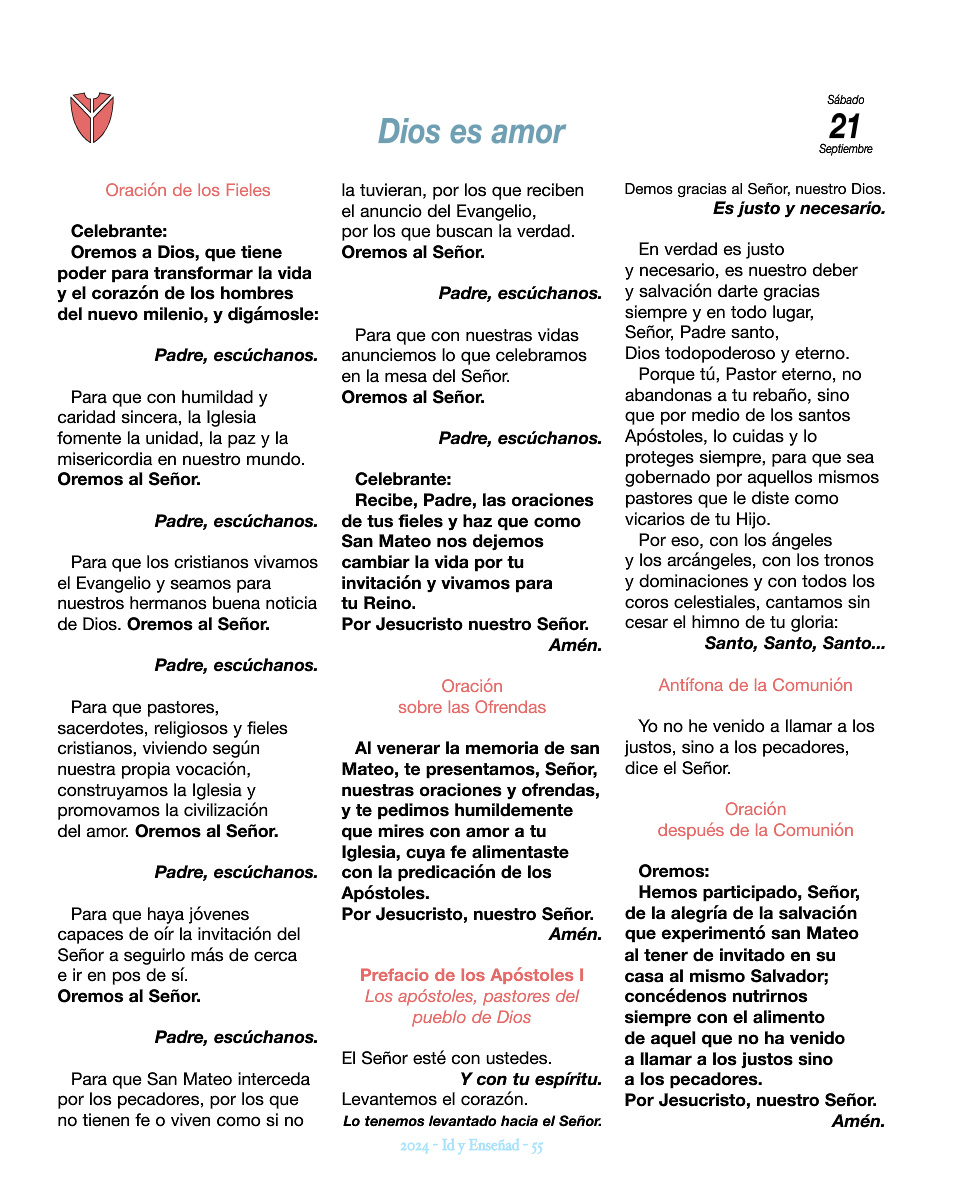 Dios es amor
Sábado
21
Septiembre
Oración de los Fieles
Celebrante:
Oremos a Dios, que tiene
poder para transformar la vida
y el corazón de los hombres
del nuevo milenio, y digámosle:
Padre, escúchanos.
Para que con humildad y
caridad sincera, la Iglesia
fomente la unidad, la paz y la
misericordia en nuestro mundo.
Oremos al Señor.
Padre, escúchanos.
Para que los cristianos vivamos
el Evangelio y seamos para
nuestros hermanos buena noticia
de Dios. Oremos al Señor.
Padre, escúchanos.
Para que pastores,
sacerdotes, religiosos y fieles
cristianos, viviendo según
nuestra propia vocación,
construyamos la Iglesia y
promovamos la civilización
del amor. Oremos al Señor.
Padre, escúchanos.
Para que haya jóvenes
capaces de oír la invitación del
Señor a seguirlo más de cerca
e ir en pos de sí.
Oremos al Señor.
Padre, escúchanos.
Para que San Mateo interceda
por los pecadores, por los que
no tienen fe o viven como si no
la tuvieran, por los que reciben
el anuncio del Evangelio,
por los que buscan la verdad.
Oremos al Señor.
Padre, escúchanos.
Para que con nuestras vidas
anunciemos lo que celebramos
en la mesa del Señor.
Oremos al Señor.
Padre, escúchanos.
Celebrante:
Recibe, Padre, las oraciones
de tus fieles y haz que como
San Mateo nos dejemos
cambiar la vida por tu
invitación y vivamos para
tu Reino.
Por Jesucristo nuestro Señor.
Amén.
Oración
sobre las Ofrendas
Al venerar la memoria de san
Mateo, te presentamos, Señor,
nuestras oraciones y ofrendas,
y te pedimos humildemente
que mires con amor a tu
Iglesia, cuya fe alimentaste
con la predicación de los
Apóstoles.
Por Jesucristo, nuestro Señor.
Amén.
Prefacio de los Apóstoles I
Los apóstoles, pastores del
pueblo de Dios
El Señor esté con ustedes.
Y con tu espíritu.
Levantemos el corazón.
Lo tenemos levantado hacia el Señor.
Demos gracias al Señor, nuestro Dios.
Es justo y necesario.
En verdad es justo
y necesario, es nuestro deber
y salvación darte gracias
siempre y en todo lugar,
Señor, Padre santo,
Dios todopoderoso y eterno.
Porque tú, Pastor eterno, no
abandonas a tu rebaño, sino
que por medio de los santos
Apóstoles, lo cuidas y lo
proteges siempre, para que sea
gobernado por aquellos mismos
pastores que le diste como
vicarios de tu Hijo.
Por eso, con los ángeles
y los arcángeles, con los tronos
y dominaciones y con todos los
coros celestiales, cantamos sin
cesar el himno de tu gloria:
Santo, Santo, Santo...
Antífona de la Comunión
Yo no he venido a llamar a los
justos, sino a los pecadores,
dice el Señor.
Oración
después de la Comunión
Oremos:
Hemos participado, Señor,
de la alegría de la salvación
que experimentó san Mateo
al tener de invitado en su
casa al mismo Salvador;
concédenos nutrirnos
siempre con el alimento
de aquel que no ha venido
a llamar a los justos sino
a los pecadores.
Por Jesucristo, nuestro Señor.
Amén.
2024 - Id y Enseñad - 55